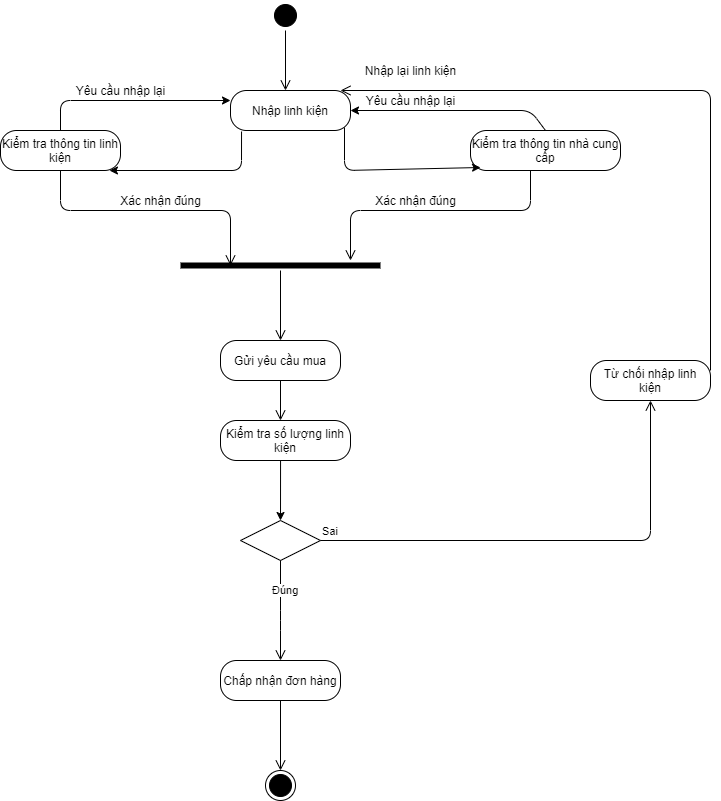 Nhập lại linh kiện
Yêu cầu nhập lại
Yêu cầu nhập lại
Nhập linh kiện
Kiểm tra thông tin linh
kiện
Kiểm tra thông tin nhà cung
cấp
Xác nhận đúng
Xác nhận đúng
Gửi yêu cầu mua
Từ chối nhập linh
kiện
Kiểm tra số lượng linh
kiện
Sai
Đúng
Chấp nhận đơn hàng